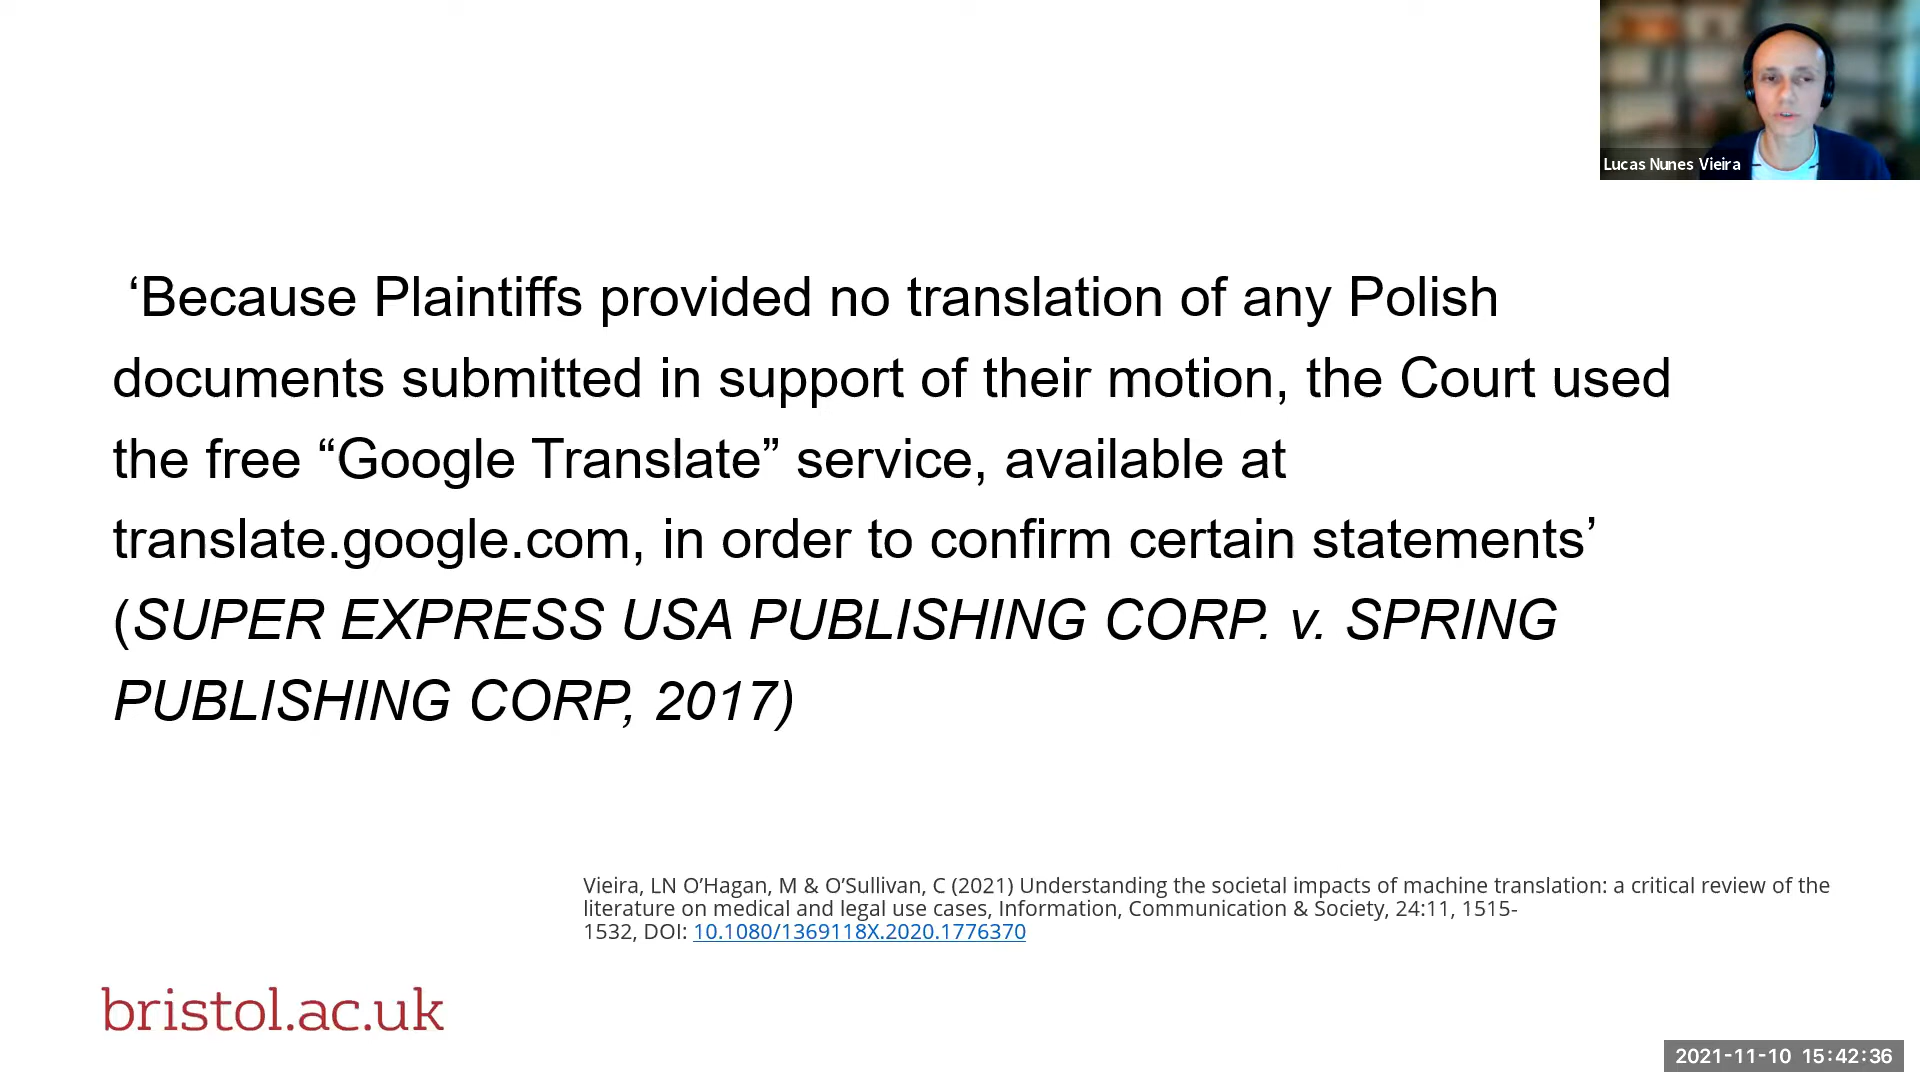 Lucas Nunes Vieira
‘Because Plaintiffs provided no translation of any Polish
documents submitted in support of their motion, the Court used
the free “Google Translate” service, available at
translate.google.com, in order to confirm certain statements’
(SUPER EXPRESS USA PUBLISHING CORP. v. SPRING
PUBLISHING CORP, 2017)
Vieira, LN O’Hagan, M & O’Sullivan, C (2021) Understanding the societal impacts of machine translation: a critical review of the
literature on medical and legal use cases, Information, Communication & Society, 24:11, 1515-
1532, DOI: 10.1080/1369118X.2020.1776370
bristol.ac.uk
2021-11-10 15:42:36